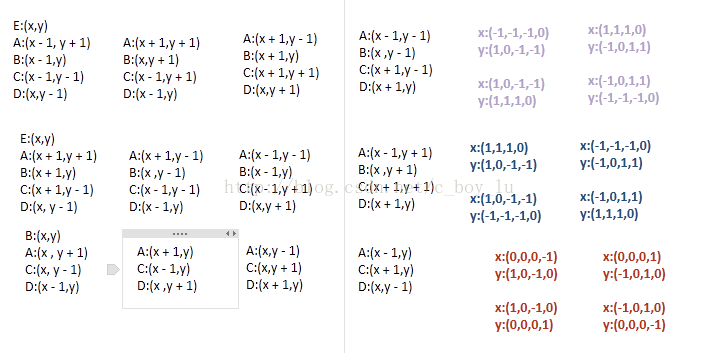 E:(x,y)
A:(x - 1, y + 1)
B:(x - 1,y)
C:(x - 1,y - 1)
D:(x,y - 1)
A:(x + 1,y + 1)
B:(x,y + 1)
C:(x - 1,y + 1)
D:(x - 1,y)
A:(x + 1,y - 1)
B:(x + 1,y)
C:(x + 1,y + 1)
D:(x,y + 1)
A:(x - 1,y - 1)
B:(x ,y - 1)
C:(x + 1,y - 1)
D:(x + 1,y)
x:(-1,-1,-1,0)
y:(1,0,-1,-1)
x:(1,1,1,0)
y:(-1,0,1,1)
x:(1,0,-1,-1)
y:(1,1,1,0)
x:(-1,0,1,1)
y:(-1,-1,-1,0)
E:(x,y)
A:(x + 1,y + 1)
B:(x + 1,y)
C:(x + 1,y - 1)
D:(x, y - 1)
A:(x + 1,y - 1)
B:(x ,y - 1)
C:(x - 1,y - 1)
D:(x - 1,y)
A:(x - 1,y - 1)
B:(x - 1,y)
C:(x - 1,y + 1)
D:(x,y + 1)
A:(x - 1,y + 1)
B:(x ,y + 1)
C:(x + 1,y + 1)
D:(x + 1,y)
x:(1,1,1,0)
y:(1,0,-1,-1)
x:(-1,-1,-1,0)
y:(-1,0,1,1)
x:(1,0,-1,-1)
y:(-1,-1,-1,0)
x:(-1,0,1,1)
y:(1,1,1,0)
B:(x,y)
A:(x , y + 1)
C:(x, y - 1)
D:(x - 1,y)
A:(x + 1,y)
C:(x - 1,y)
D:(x ,y + 1)
A:(x,y - 1)
C:(x,y + 1)
D:(x + 1,y)
A:(x - 1,y)
C:(x + 1,y)
D:(x,y - 1)
x:(0,0,0,-1)
y:(1,0,-1,0)
x:(0,0,0,1)
y:(-1,0,1,0)
x:(1,0,-1,0)
y:(0,0,0,1)
x:(-1,0,1,0)
y:(0,0,0,-1)